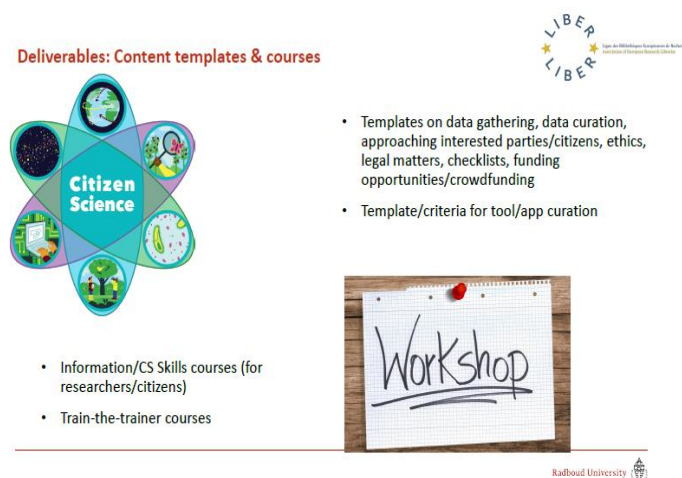 Deliverables: Content templates & courses
LIBER
LIBER
Ligue des Bibliothèques Européennes de Recherche
Association of European Research Libraries
• Templates on data gathering, data curation,
approaching interested parties/citizens, ethics,
legal matters, checklists, funding
opportunities/crowdfunding
• Template/criteria for tool/app curation
Citizen
Science
Workshop
• Information/CS Skills courses (for
researchers/citizens)
• Train-the-trainer courses
Radboud University